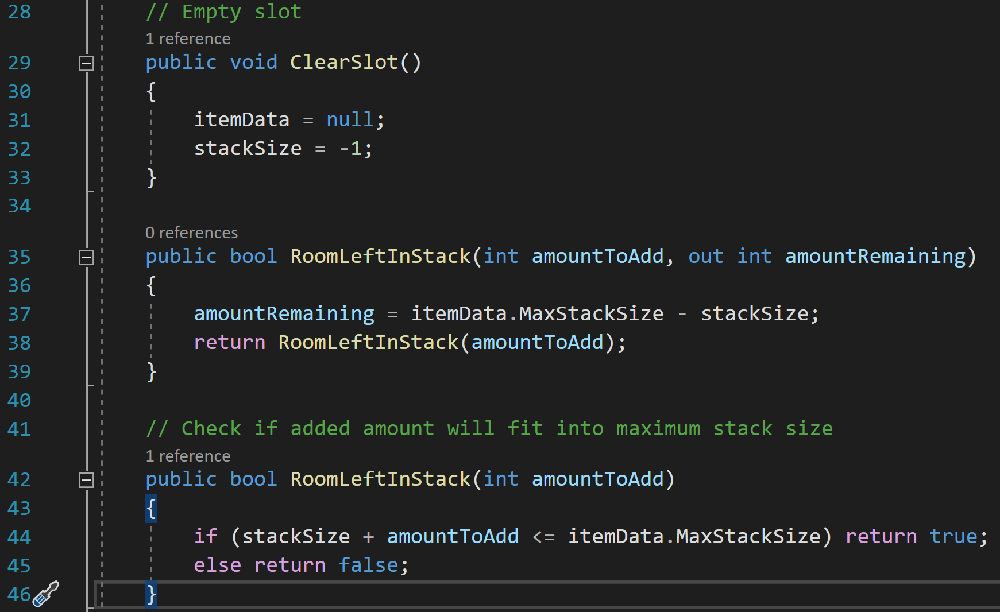 28 // Empty slot
1 reference
29 public void ClearSlot()
30 {
31 itemData = null;
32 stackSize = -1;
33 }
34
0 references
35 public bool RoomLeftInStack(int amountToAdd, out int amountRemaining)
36 {
37 amountRemaining = itemData.MaxStackSize - stackSize;
38 return RoomLeftInStack(amountToAdd);
39 }
40
41 // Check if added amount will fit into maximum stack size
1 reference
42 public bool RoomLeftInStack(int amountToAdd)
43 {
44 if (stackSize + amountToAdd <= itemData.MaxStackSize) return true;
45 else return false;
46 }